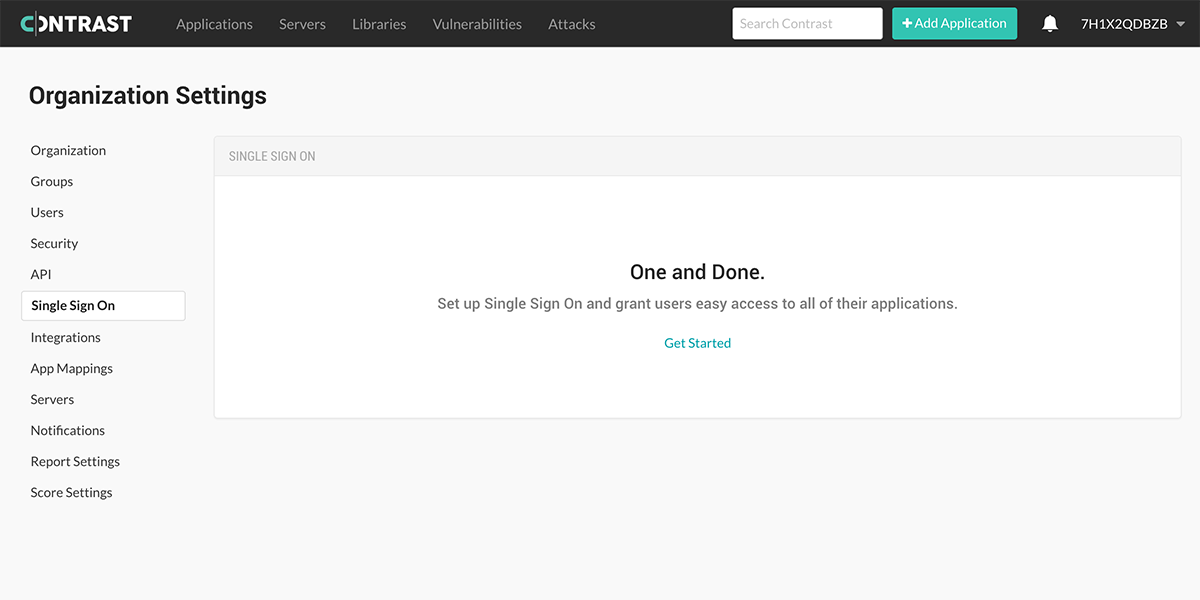 CONTRAST
Applications
Servers
Libraries
Vulnerabilities
Attacks
Search Contrast
+ Add Application
7H1X2QDBZB
Organization Settings
Organization
Groups
Users
Security
API
Single Sign On
Integrations
App Mappings
Servers
Notifications
Report Settings
Score Settings
SINGLE SIGN ON
One and Done.
Set up Single Sign On and grant users easy access to all of their applications.
Get Started